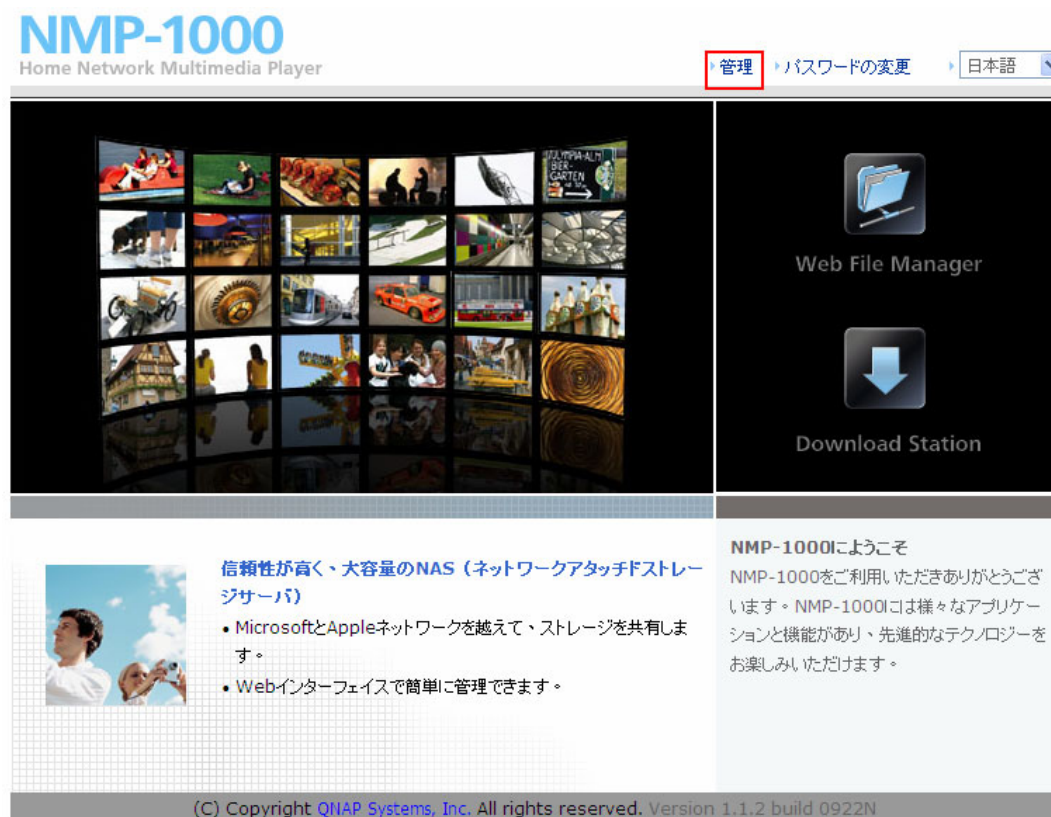 NMP-1000
Home Network Multimedia Player
管理
パスワードの変更
日本語
OLYMPIA-ALM
BIER-
GARTEN
Web File Manager
Download Station
信頼性が高く、大容量のNAS（ネットワークアタッチドストレー
ジサーバ）
• MicrosoftとAppleネットワークを越えて、ストレージを共有しま
す。
• Webインターフェイスで簡単に管理できます。
NMP-1000にようこそ
NMP-1000をご利用いただきありがとうござ
います。NMP-1000には様々なアプリケー
ションと機能があり、先進的なテクノロジーを
お楽しみいただけます。
(C) Copyright QNAP Systems, Inc. All rights reserved. Version 1.1.2 build 0922N